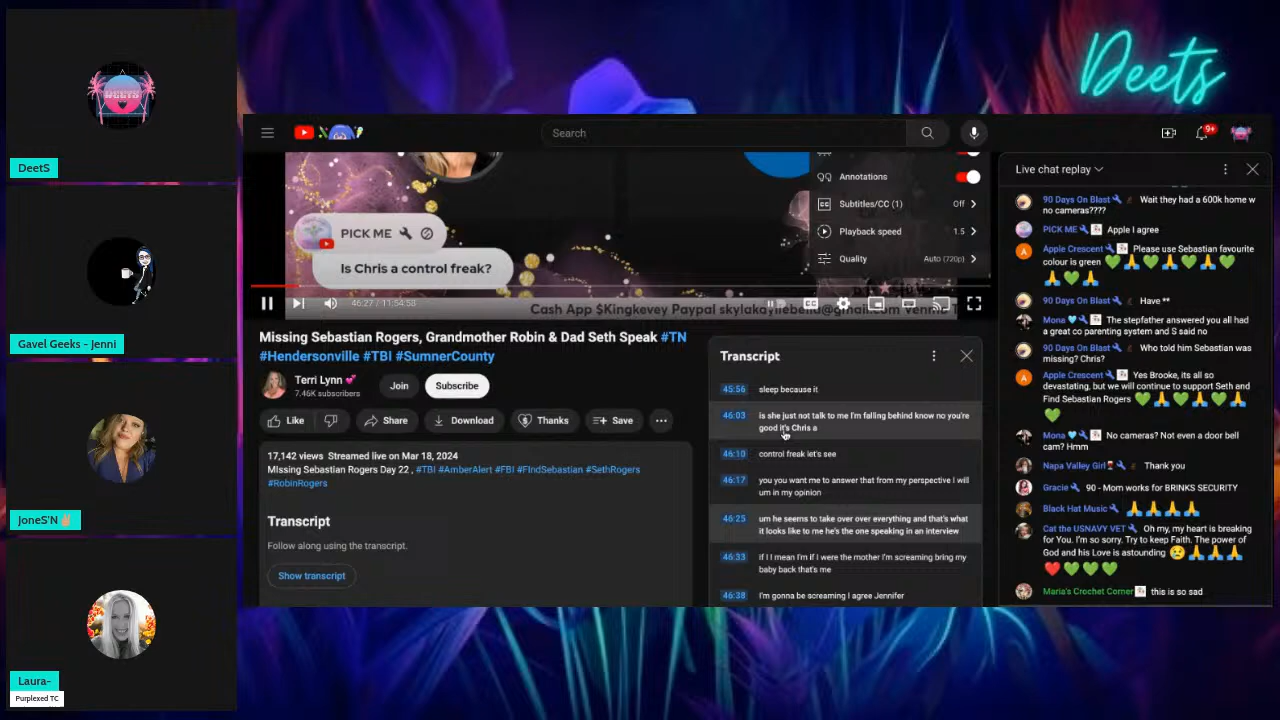 DEETS
DeetS
Gavel Geeks - Jenni
JoneS'N✌🏼
Laura-
Purplexed TC
Deets
Search
9+
Annotations
Subtitles/CC (1)
Off
Playback speed
1.5
Quality
Auto (720p)
PICK ME
Is Chris a control freak?
46:27 / 11:54:58
Cash App $Kingkevey Paypal skylakayliebella@gmail.com
Missing Sebastian Rogers, Grandmother Robin & Dad Seth Speak #TN
#Hendersonville #TBI #SumnerCounty
Terri Lynn 💕
7.46K subscribers
Join
Subscribe
Like
Share
Download
Thanks
Save
17,142 views Streamed live on Mar 18, 2024
Missing Sebastian Rogers Day 22 , #TBI #AmberAlert #FBI #FIndSebastian #SethRogers
#RobinRogers
Transcript
Follow along using the transcript.
Show transcript
Transcript
45:56 sleep because it
46:03 is she just not talk to me I'm falling behind know no you're
good it's Chris a
46:10 control freak let's see
46:17 you you want me to answer that from my perspective I will
um in my opinion
46:25 um he seems to take over over everything and that's what
it looks like to me he's the one speaking in an interview
46:33 if I I mean I'm if I were the mother I'm screaming bring my
baby back that's me
46:38 I'm gonna be screaming I agree Jennifer
Live chat replay
90 Days On Blast Wait they had a 600k home w
no cameras????
PICK ME Apple I agree
Apple Crescent Please use Sebastian favourite
colour is green 💚🙏💚🙏💚🙏💚
🙏💚🙏
90 Days On Blast Have **
Mona 🩵 The stepfather answered you all had
a great co parenting system and S said no
90 Days On Blast Who told him Sebastian was
missing? Chris?
Apple Crescent Yes Brooke, its all so
devastating, but we will continue to support Seth and
Find Sebastian Rogers 💚🙏💚🙏💚🙏
💚
Mona 🩵 No cameras? Not even a door bell
cam? Hmm
Napa Valley Girl🍷 Thank you
Gracie 90 - Mom works for BRINKS SECURITY
Black Hat Music 🙏🙏🙏🙏
Cat the USNAVY VET Oh my, my heart is breaking
for You. I'm so sorry. Try to keep Faith. The power of
God and his Love is astounding 😢🙏🙏🙏
❤️💚💚💚
Maria's Crochet Corner this is so sad